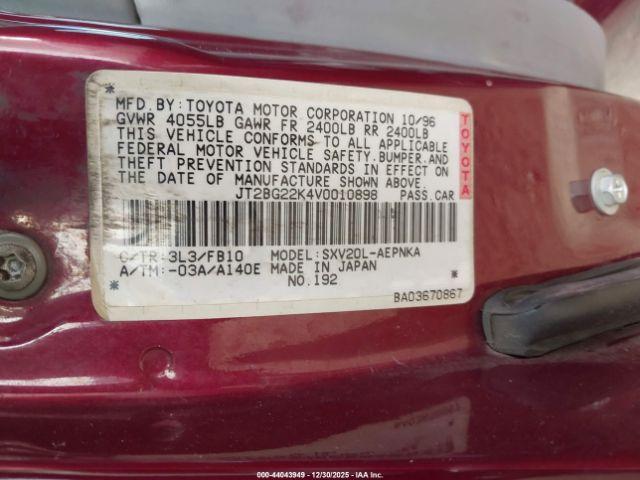 MFD. BY: TOYOTA MOTOR CORPORATION 10/96
GVWR 4055LB GAWR FR 2400LB RR 2400LB
THIS VEHICLE CONFORMS TO ALL APPLICABLE
FEDERAL MOTOR VEHICLE SAFETY. BUMPER. AND
THEFT PREVENTION STANDARDS IN EFFECT ON
THE DATE OF MANUFACTURE SHOWN ABOVE.
JT2BG22K4V0010898 PASS. CAR
TOYOTA
C/TR:3L3/FB10 MODEL:SXV20L-AEPNKA
A/TM:-03A/A140E MADE IN JAPAN
NO.192
BA03670867
000-44043949 - 12/30/2025 - IAA Inc.